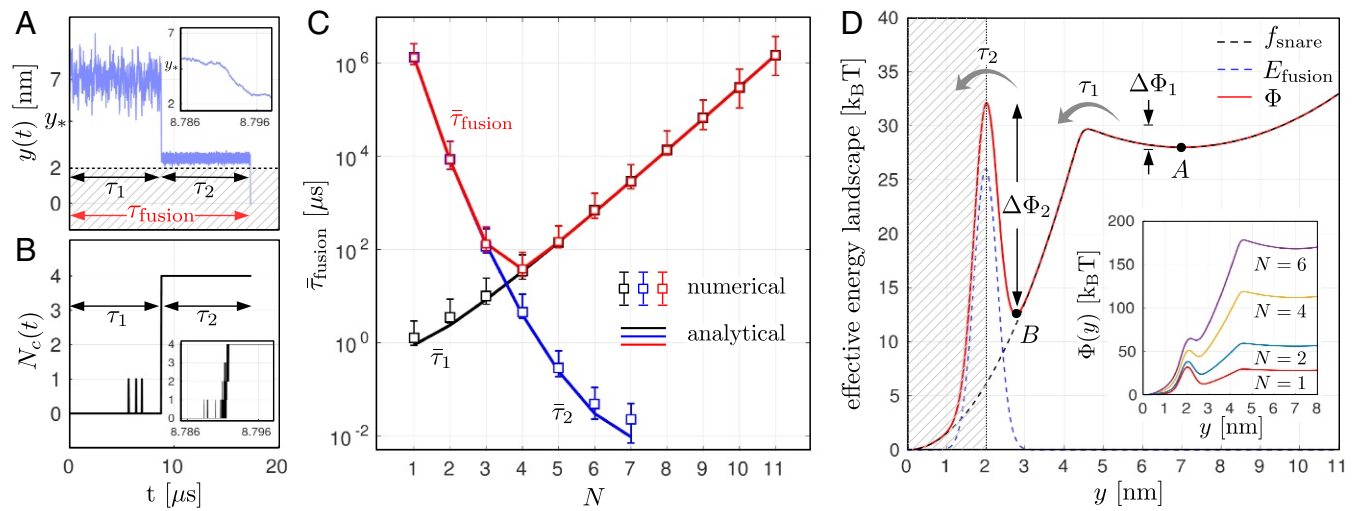 A
y(t) [nm]
7
y*
2
0
y*
7
2
8.786
8.796
τ1
τ2
τfusion
B
Nc(t)
4
3
2
1
0
τ1
τ2
4
3
2
1
0
8.786
8.796
0
10
20
t [μs]
C
τ̄fusion [μs]
10^6
10^4
10^2
10^0
10^-2
τ̄fusion
τ̄1
τ̄2
numerical
analytical
1 2 3 4 5 6 7 8 9 10 11
N
D
effective energy landscape [kBT]
40
35
30
25
20
15
10
5
0
τ2
τ1
ΔΦ1
ΔΦ2
A
B
fsnare
Efusion
Φ
Φ(y) [kBT]
200
150
100
50
0
N = 6
N = 4
N = 2
N = 1
0 1 2 3 4 5 6 7 8
y [nm]
0 1 2 3 4 5 6 7 8 9 10 11
y [nm]